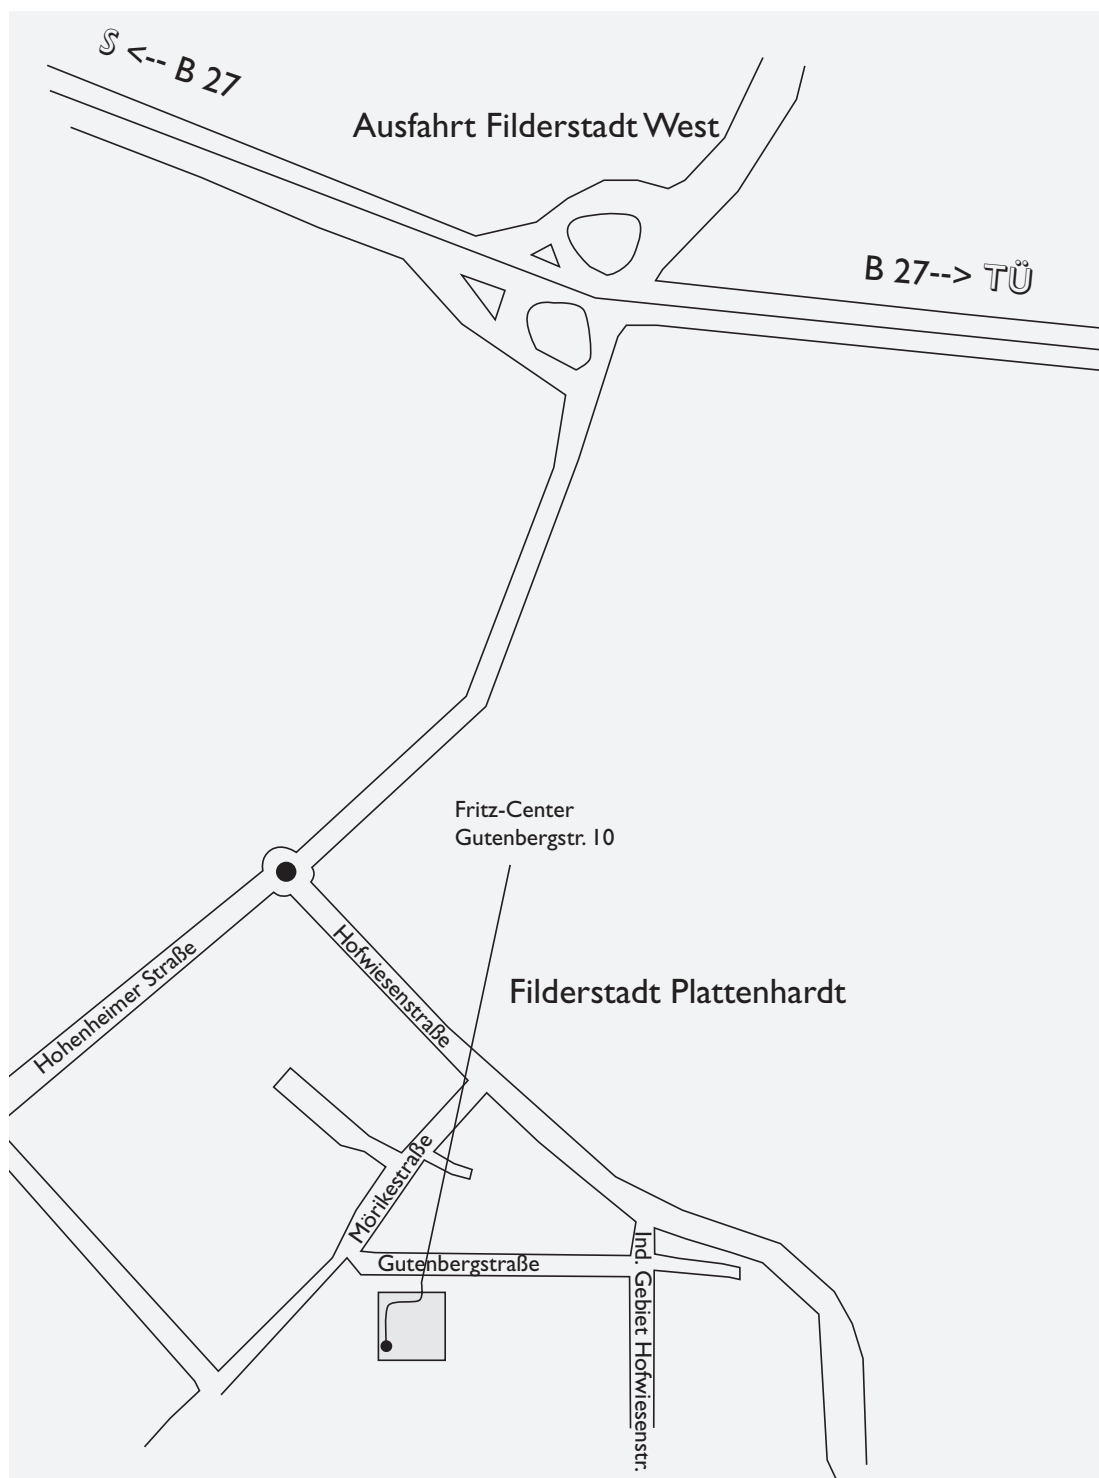 S <-- B 27
Ausfahrt Filderstadt West
B 27--> TÜ
Fritz-Center
Gutenbergstr. 10
Hohenheimer Straße
Hofwiesenstraße
Filderstadt Plattenhardt
Mörikestraße
Gutenbergstraße
Ind. Gebiet Hofwiesenstr.